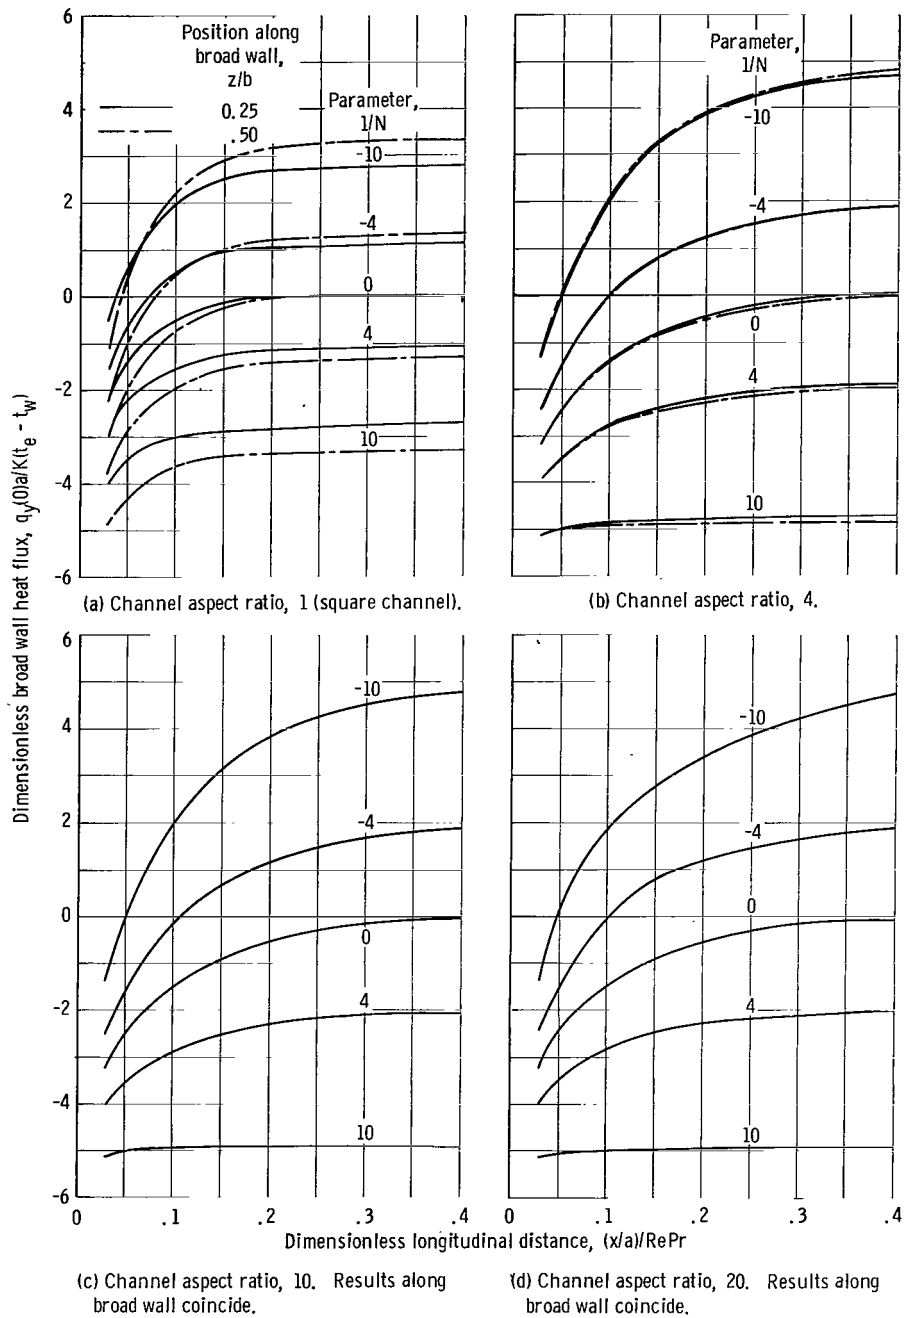 Dimensionless broad wall heat flux, q_y(0)a/K(t_e - t_w)
6
4
2
0
-2
-4
-6
Position along
broad wall,
z/b
0.25
.50
Parameter,
1/N
-10
-4
0
4
10
(a) Channel aspect ratio, 1 (square channel).
Parameter,
1/N
-10
-4
0
4
10
(b) Channel aspect ratio, 4.
6
4
2
0
-2
-4
-6
-10
-4
0
4
10
0 .1 .2 .3 .4
-10
-4
0
4
10
0 .1 .2 .3 .4
Dimensionless longitudinal distance, (x/a)/RePr
(c) Channel aspect ratio, 10. Results along
broad wall coincide.
(d) Channel aspect ratio, 20. Results along
broad wall coincide.